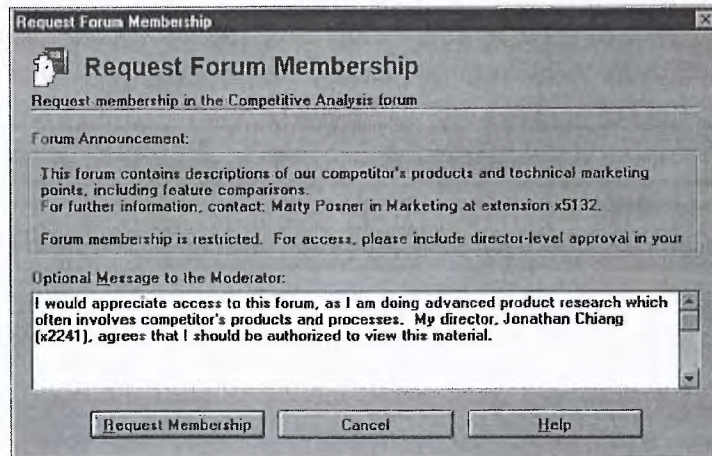 Request Forum Membership
Request Forum Membership
Request membership in the Competitive Analysis forum
Forum Announcement:
This forum contains descriptions of our competitor's products and technical marketing
points, including feature comparisons.
For further information, contact: Marty Posner in Marketing at extension x5132.
Forum membership is restricted. For access, please include director-level approval in your
Optional Message to the Moderator:
I would appreciate access to this forum, as I am doing advanced product research which
often involves competitor's products and processes. My director, Jonathan Chiang
(x2241), agrees that I should be authorized to view this material.
Request Membership Cancel Help